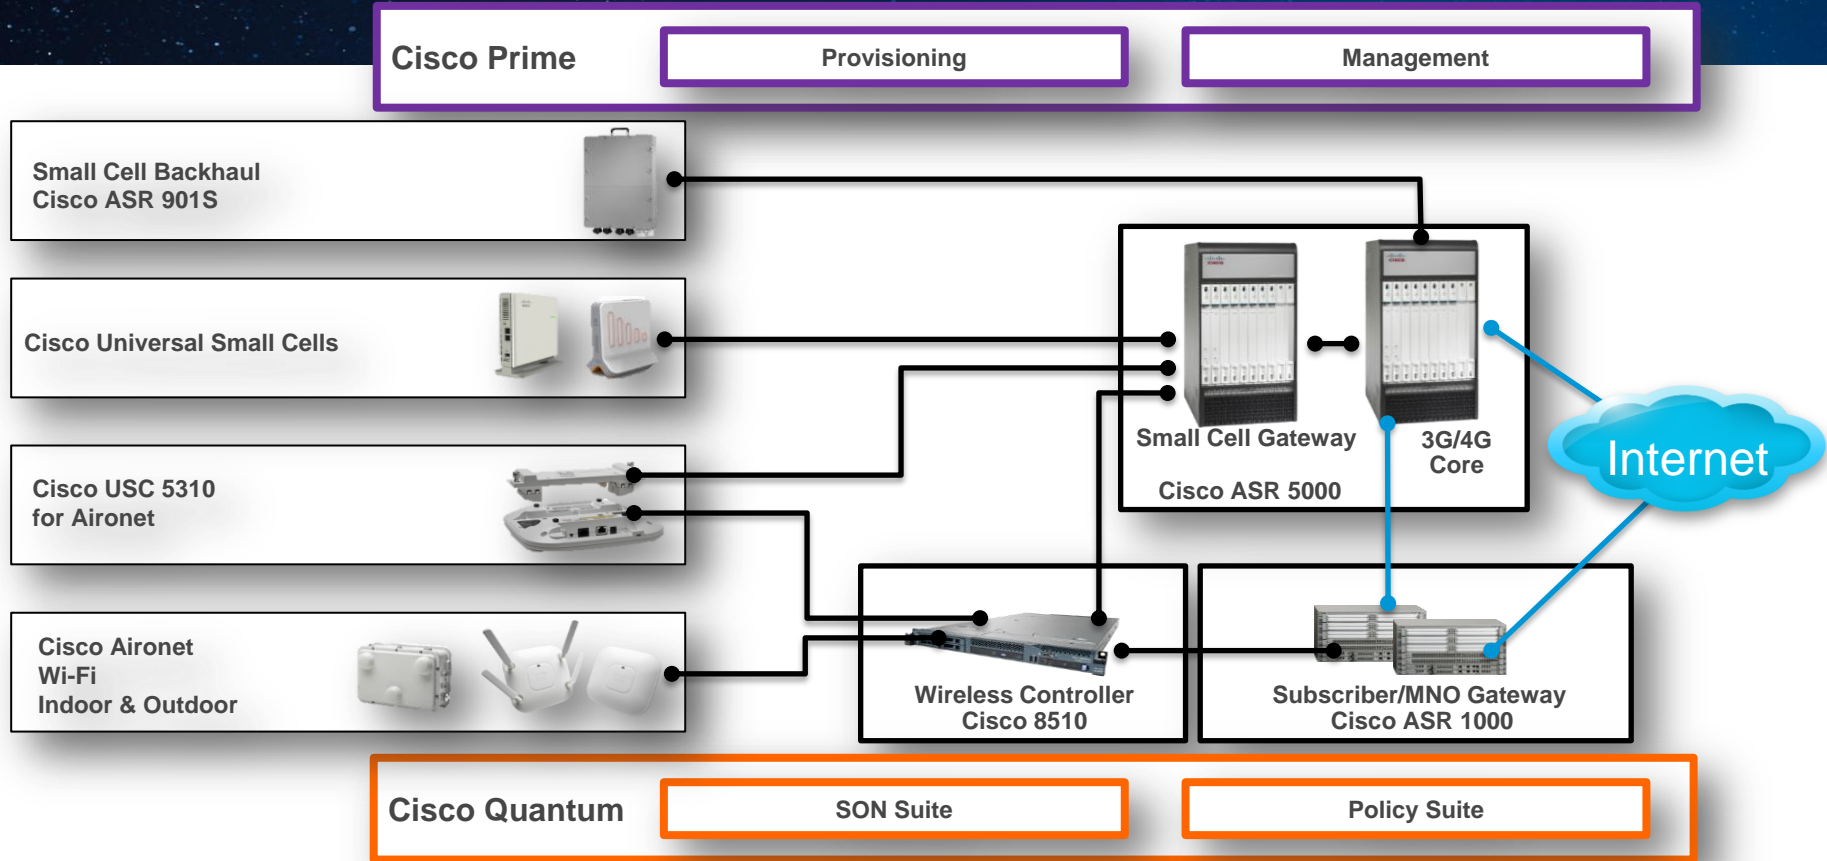 Cisco Prime
Provisioning
Management
Small Cell Backhaul
Cisco ASR 901S
Cisco Universal Small Cells
Cisco USC 5310
for Aironet
Cisco Aironet
Wi-Fi
Indoor & Outdoor
CISCO
CISCO
Small Cell Gateway
3G/4G
Core
Cisco ASR 5000
Internet
Wireless Controller
Cisco 8510
Subscriber/MNO Gateway
Cisco ASR 1000
Cisco Quantum
SON Suite
Policy Suite